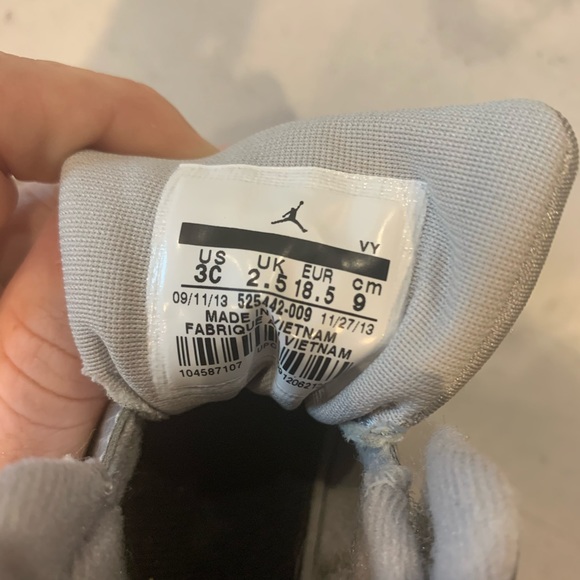 VY
US UK EUR cm
3C 2.5 18.5 9
09/11/13 525442-009 11/27/13
MADE IN VIETNAM
FABRIQUE VIETNAM
104587107 UPC